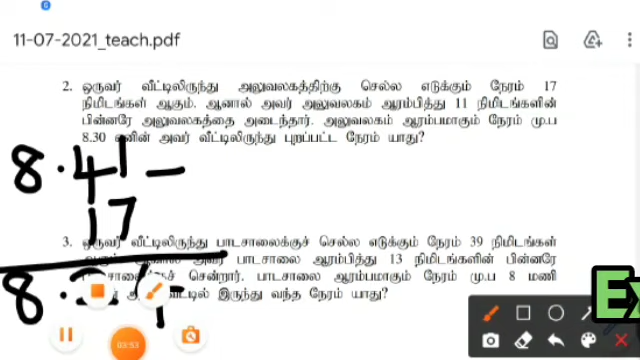 11-07-2021_teach.pdf
2. ஒருவர் வீட்டிலிருந்து அலுவலகத்திற்கு செல்ல எடுக்கும் நேரம் 17
நிமிடங்கள் ஆகும். ஆனால் அவர் அலுவலகம் ஆரம்பித்து 11 நிமிடங்களின்
பின்னரே அலுவலகத்தை அடைந்தார். அலுவலகம் ஆரம்பமாகும் நேரம் மு.ப
8.30 எனின் அவர் வீட்டிலிருந்து புறப்பட்ட நேரம் யாது?
8.41 -
17
3. ஒருவர் வீட்டிலிருந்து பாடசாலைக்குச் செல்ல எடுக்கும் நேரம் 39 நிமிடங்கள்
ஆனால் அவர் பாடசாலை ஆரம்பித்து 13 நிமிடங்களின் பின்னரே
சென்றார். பாடசாலை ஆரம்பமாகும் நேரம் மு.ப 8 மணி
வீட்டில் இருந்து வந்த நேரம் யாது?
8.
Ex
03:53